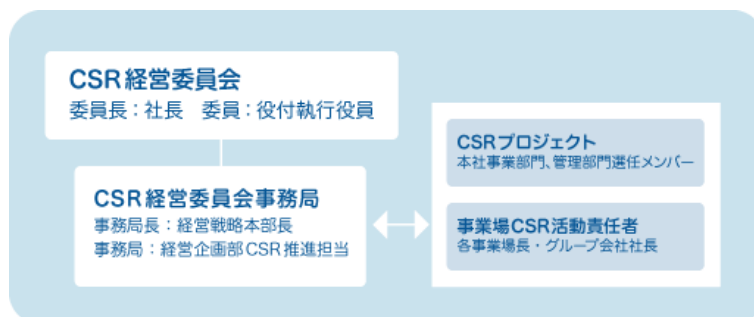 CSR経営委員会
委員長：社長　委員：役付執行役員
CSR経営委員会事務局
事務局長：経営戦略本部長
事務局：経営企画部CSR推進担当
CSRプロジェクト
本社事業部門、管理部門選任メンバー
事業場CSR活動責任者
各事業場長・グループ会社社長